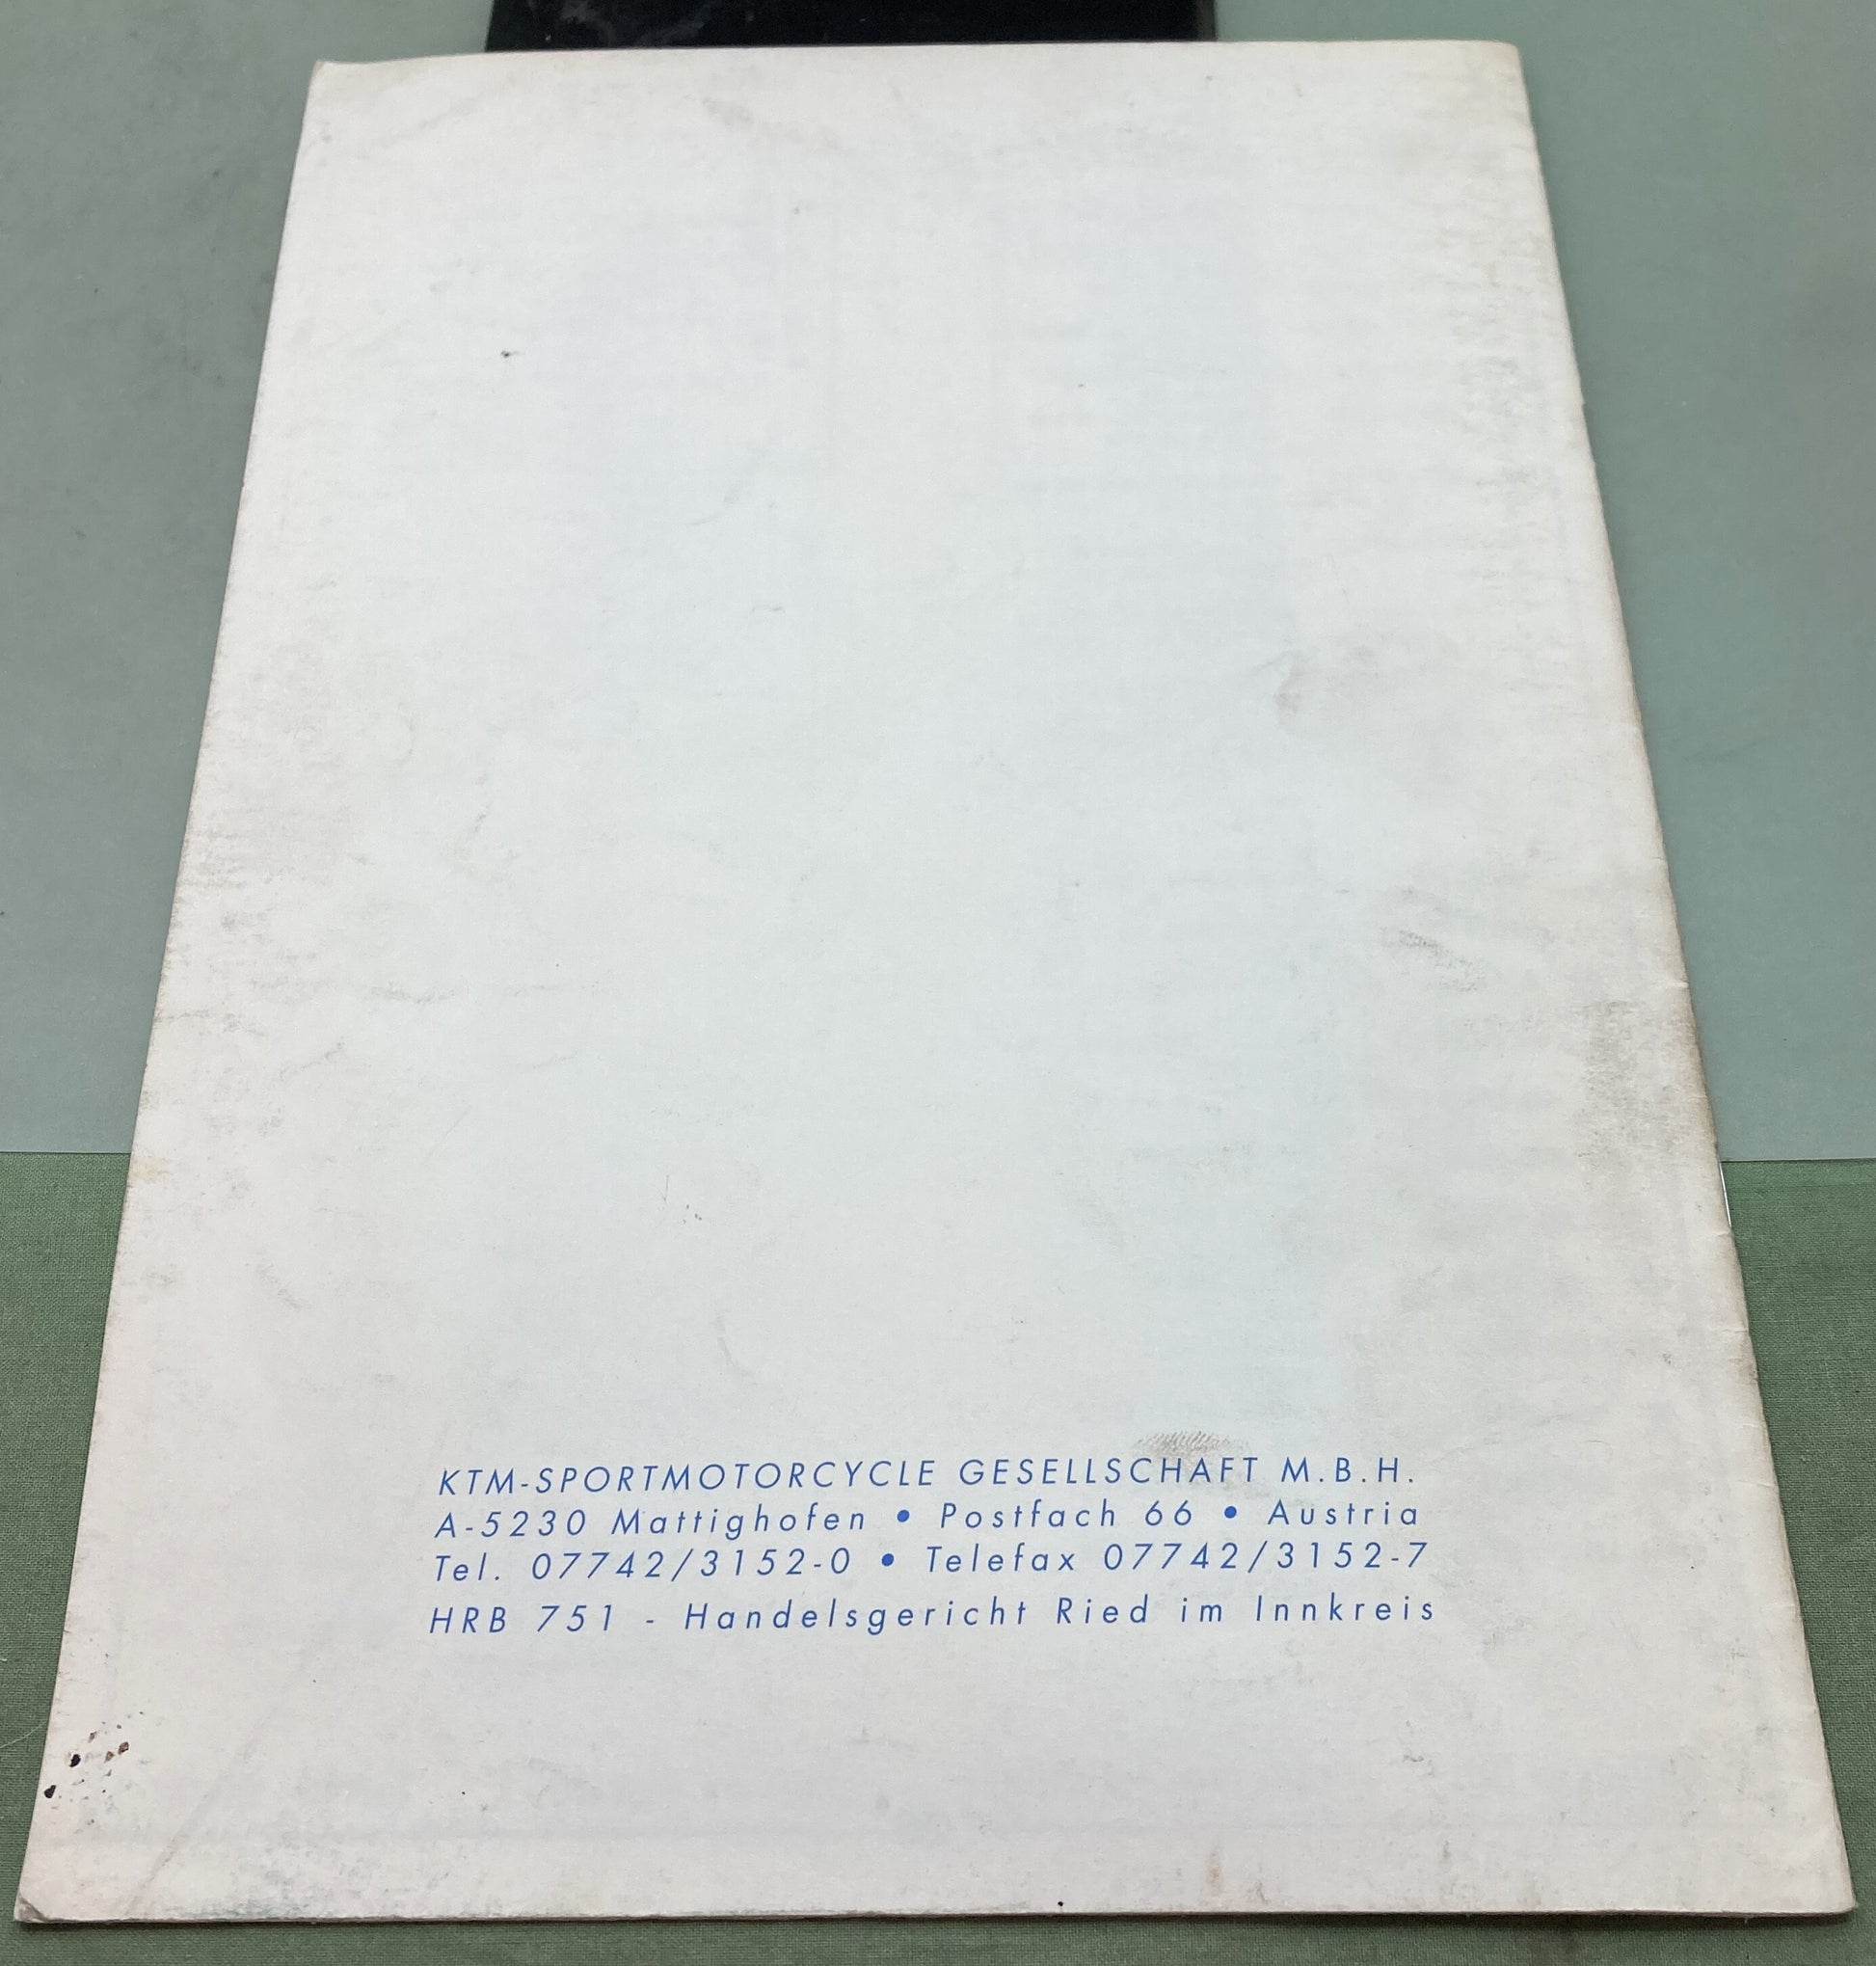 KTM-SPORTMOTORCYCLE GESELLSCHAFT M.B.H.
A-5230 Mattighofen • Postfach 66 • Austria
Tel. 07742/3152-0 • Telefax 07742/3152-7
HRB 751 - Handelsgericht Ried im Innkreis